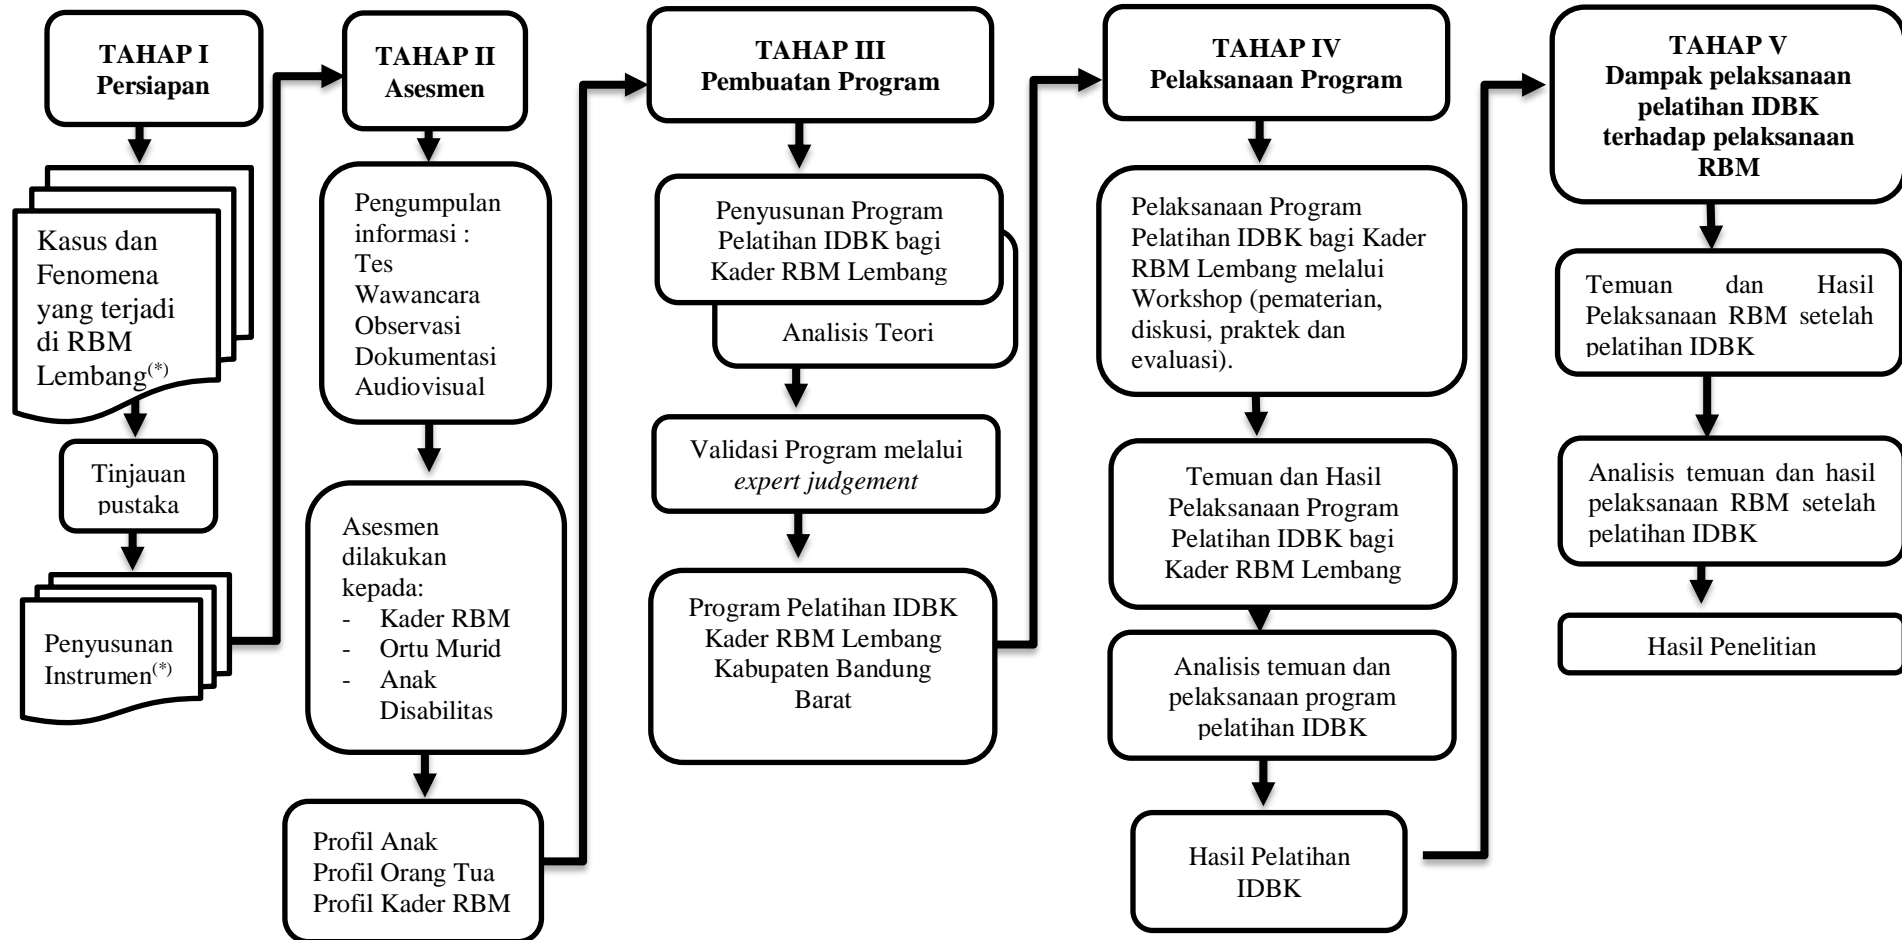 TAHAP I
Persiapan
Kasus dan
Fenomena
yang terjadi
di RBM
Lembang(*)
Tinjauan
pustaka
Penyusunan
Instrumen(*)
TAHAP II
Asesmen
Pengumpulan
informasi :
Tes
Wawancara
Observasi
Dokumentasi
Audiovisual
Asesmen
dilakukan
kepada:
- Kader RBM
- Ortu Murid
- Anak
Disabilitas
Profil Anak
Profil Orang Tua
Profil Kader RBM
TAHAP III
Pembuatan Program
Penyusunan Program
Pelatihan IDBK bagi
Kader RBM Lembang
Analisis Teori
Validasi Program melalui
expert judgement
Program Pelatihan IDBK
Kader RBM Lembang
Kabupaten Bandung
Barat
TAHAP IV
Pelaksanaan Program
Pelaksanaan Program
Pelatihan IDBK bagi Kader
RBM Lembang melalui
Workshop (pematerian,
diskusi, praktek dan
evaluasi).
Temuan dan Hasil
Pelaksanaan Program
Pelatihan IDBK bagi
Kader RBM Lembang
Analisis temuan dan
pelaksanaan program
pelatihan IDBK
Hasil Pelatihan
IDBK
TAHAP V
Dampak pelaksanaan
pelatihan IDBK
terhadap pelaksanaan
RBM
Temuan dan Hasil
Pelaksanaan RBM setelah
pelatihan IDBK
Analisis temuan dan hasil
pelaksanaan RBM setelah
pelatihan IDBK
Hasil Penelitian